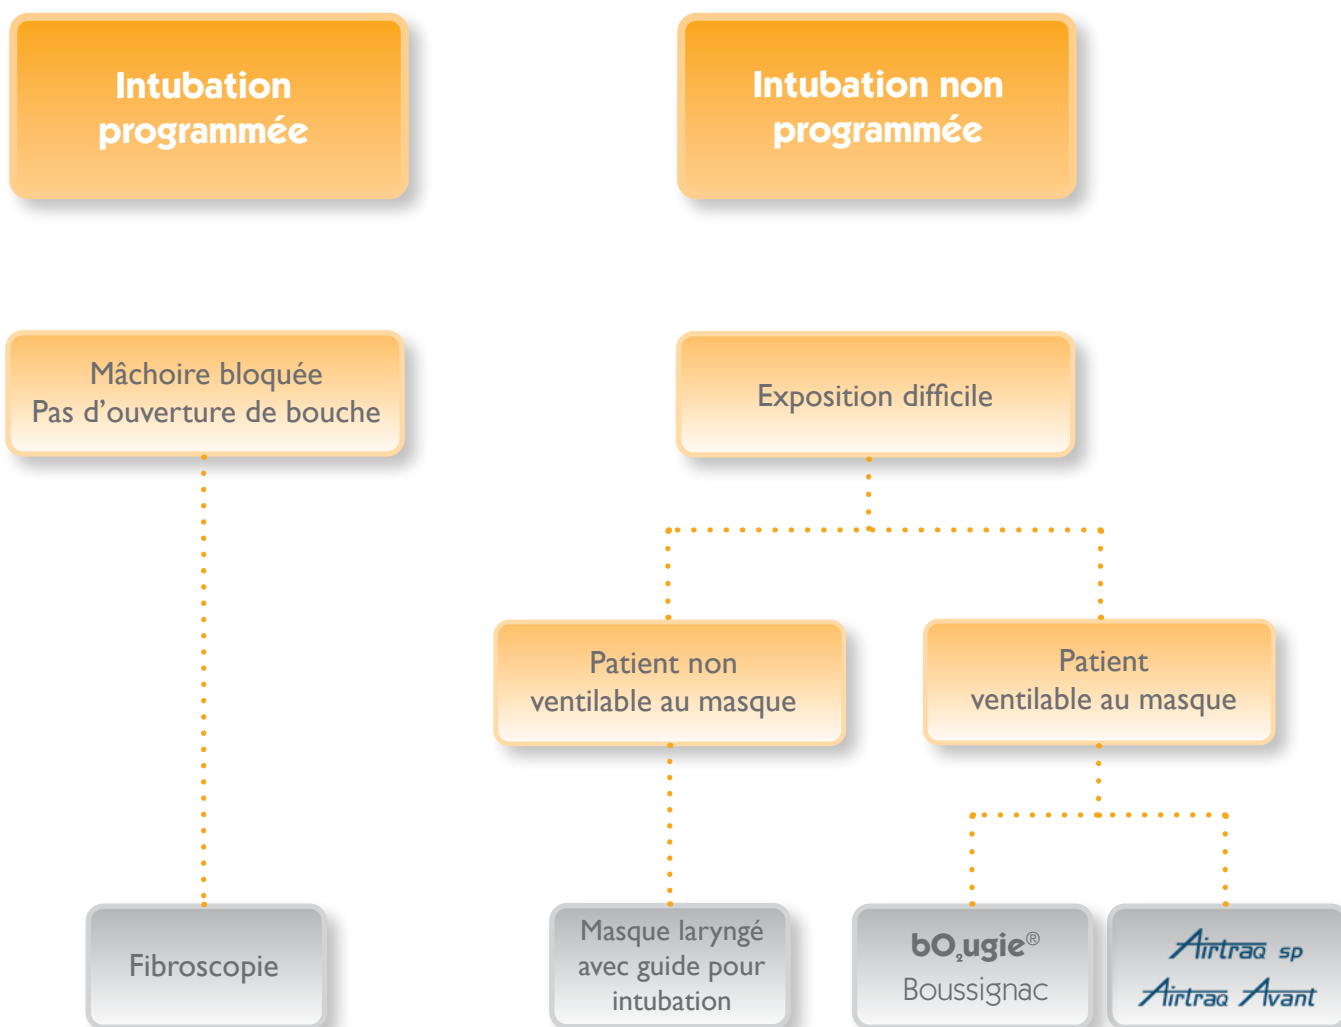 Intubation
programmée
Intubation non
programmée
Mâchoire bloquée
Pas d’ouverture de bouche
Exposition difficile
Patient non
ventilable au masque
Patient
ventilable au masque
Fibroscopie
Masque laryngé
avec guide pour
intubation
bO₂ugie®
Boussignac
Airtraq sp
Airtraq Avant